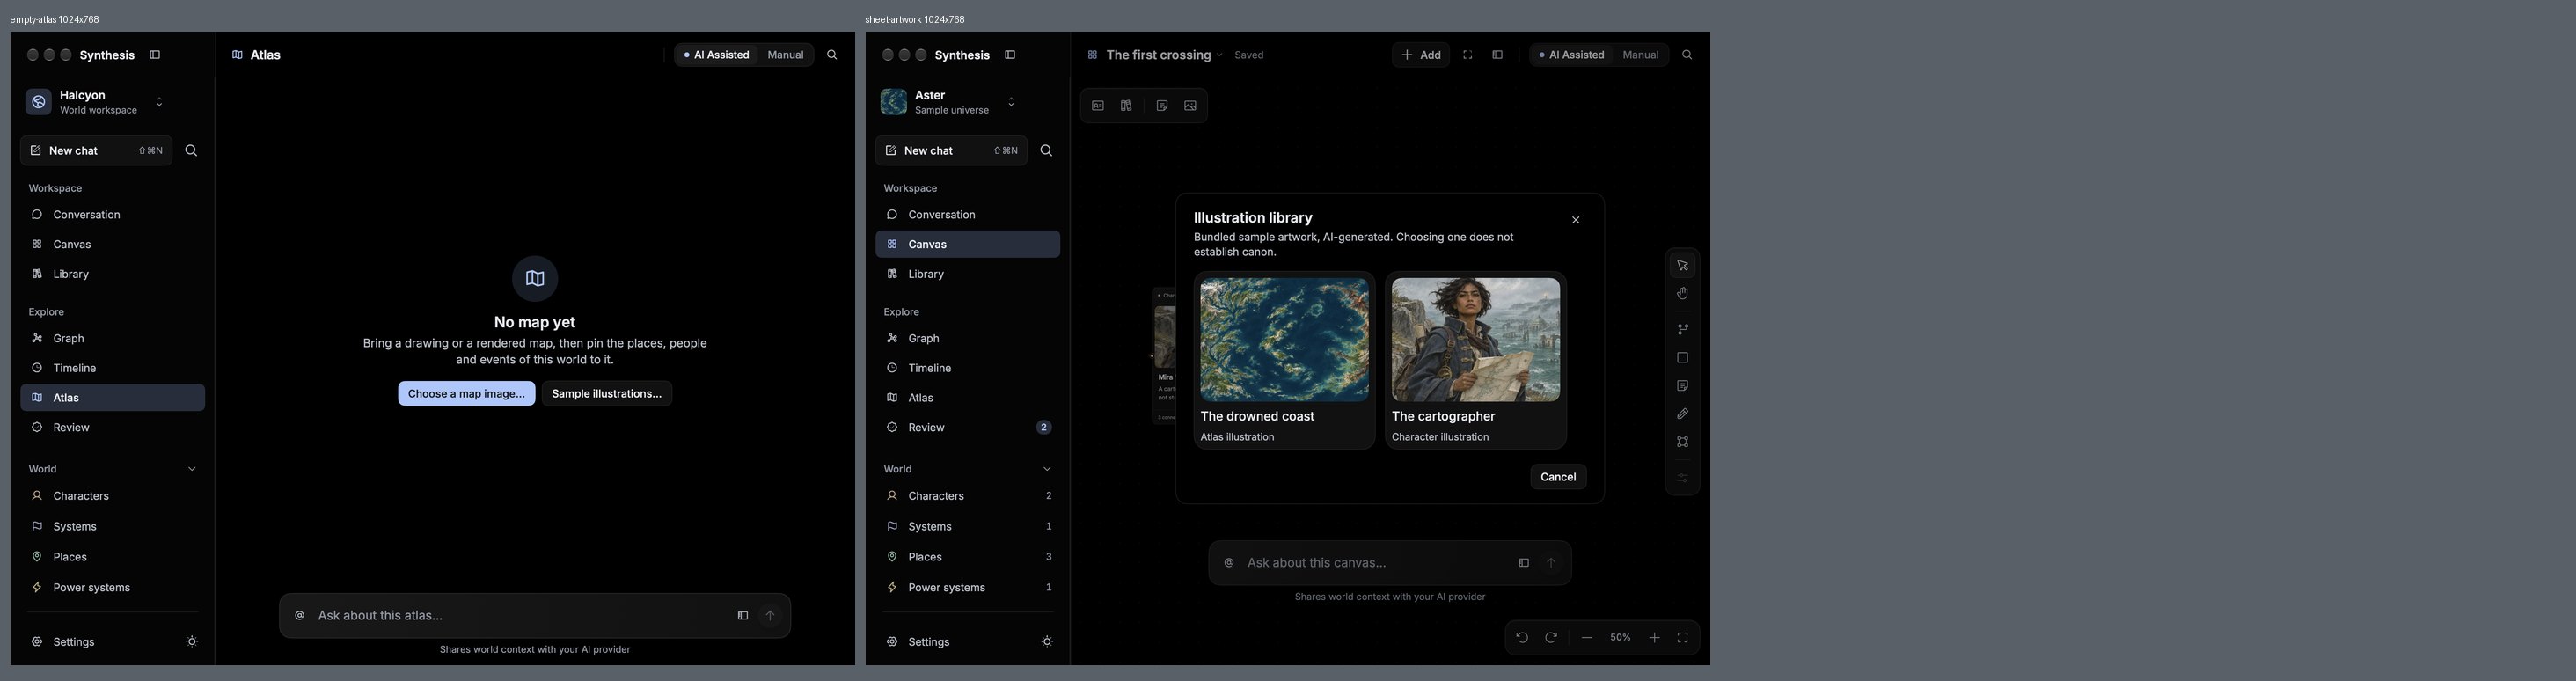 empty-atlas 1024x768
Synthesis
Atlas
AI Assisted
Manual
Halcyon
World workspace
New chat
⇧⌘N
Workspace
Conversation
Canvas
Library
Explore
Graph
Timeline
Atlas
Review
World
Characters
Systems
Places
Power systems
Settings
No map yet
Bring a drawing or a rendered map, then pin the places, people
and events of this world to it.
Choose a map image...
Sample illustrations...
@ Ask about this atlas...
Shares world context with your AI provider
sheet-artwork 1024x768
Synthesis
The first crossing
Saved
Add
AI Assisted
Manual
Aster
Sample universe
New chat
⇧⌘N
Workspace
Conversation
Canvas
Library
Explore
Graph
Timeline
Atlas
Review 2
World
Characters 2
Systems 1
Places 3
Power systems 1
Settings
Mira
Illustration library
Bundled sample artwork, AI-generated. Choosing one does not
establish canon.
The drowned coast
Atlas illustration
The cartographer
Character illustration
Cancel
@ Ask about this canvas...
Shares world context with your AI provider
50%